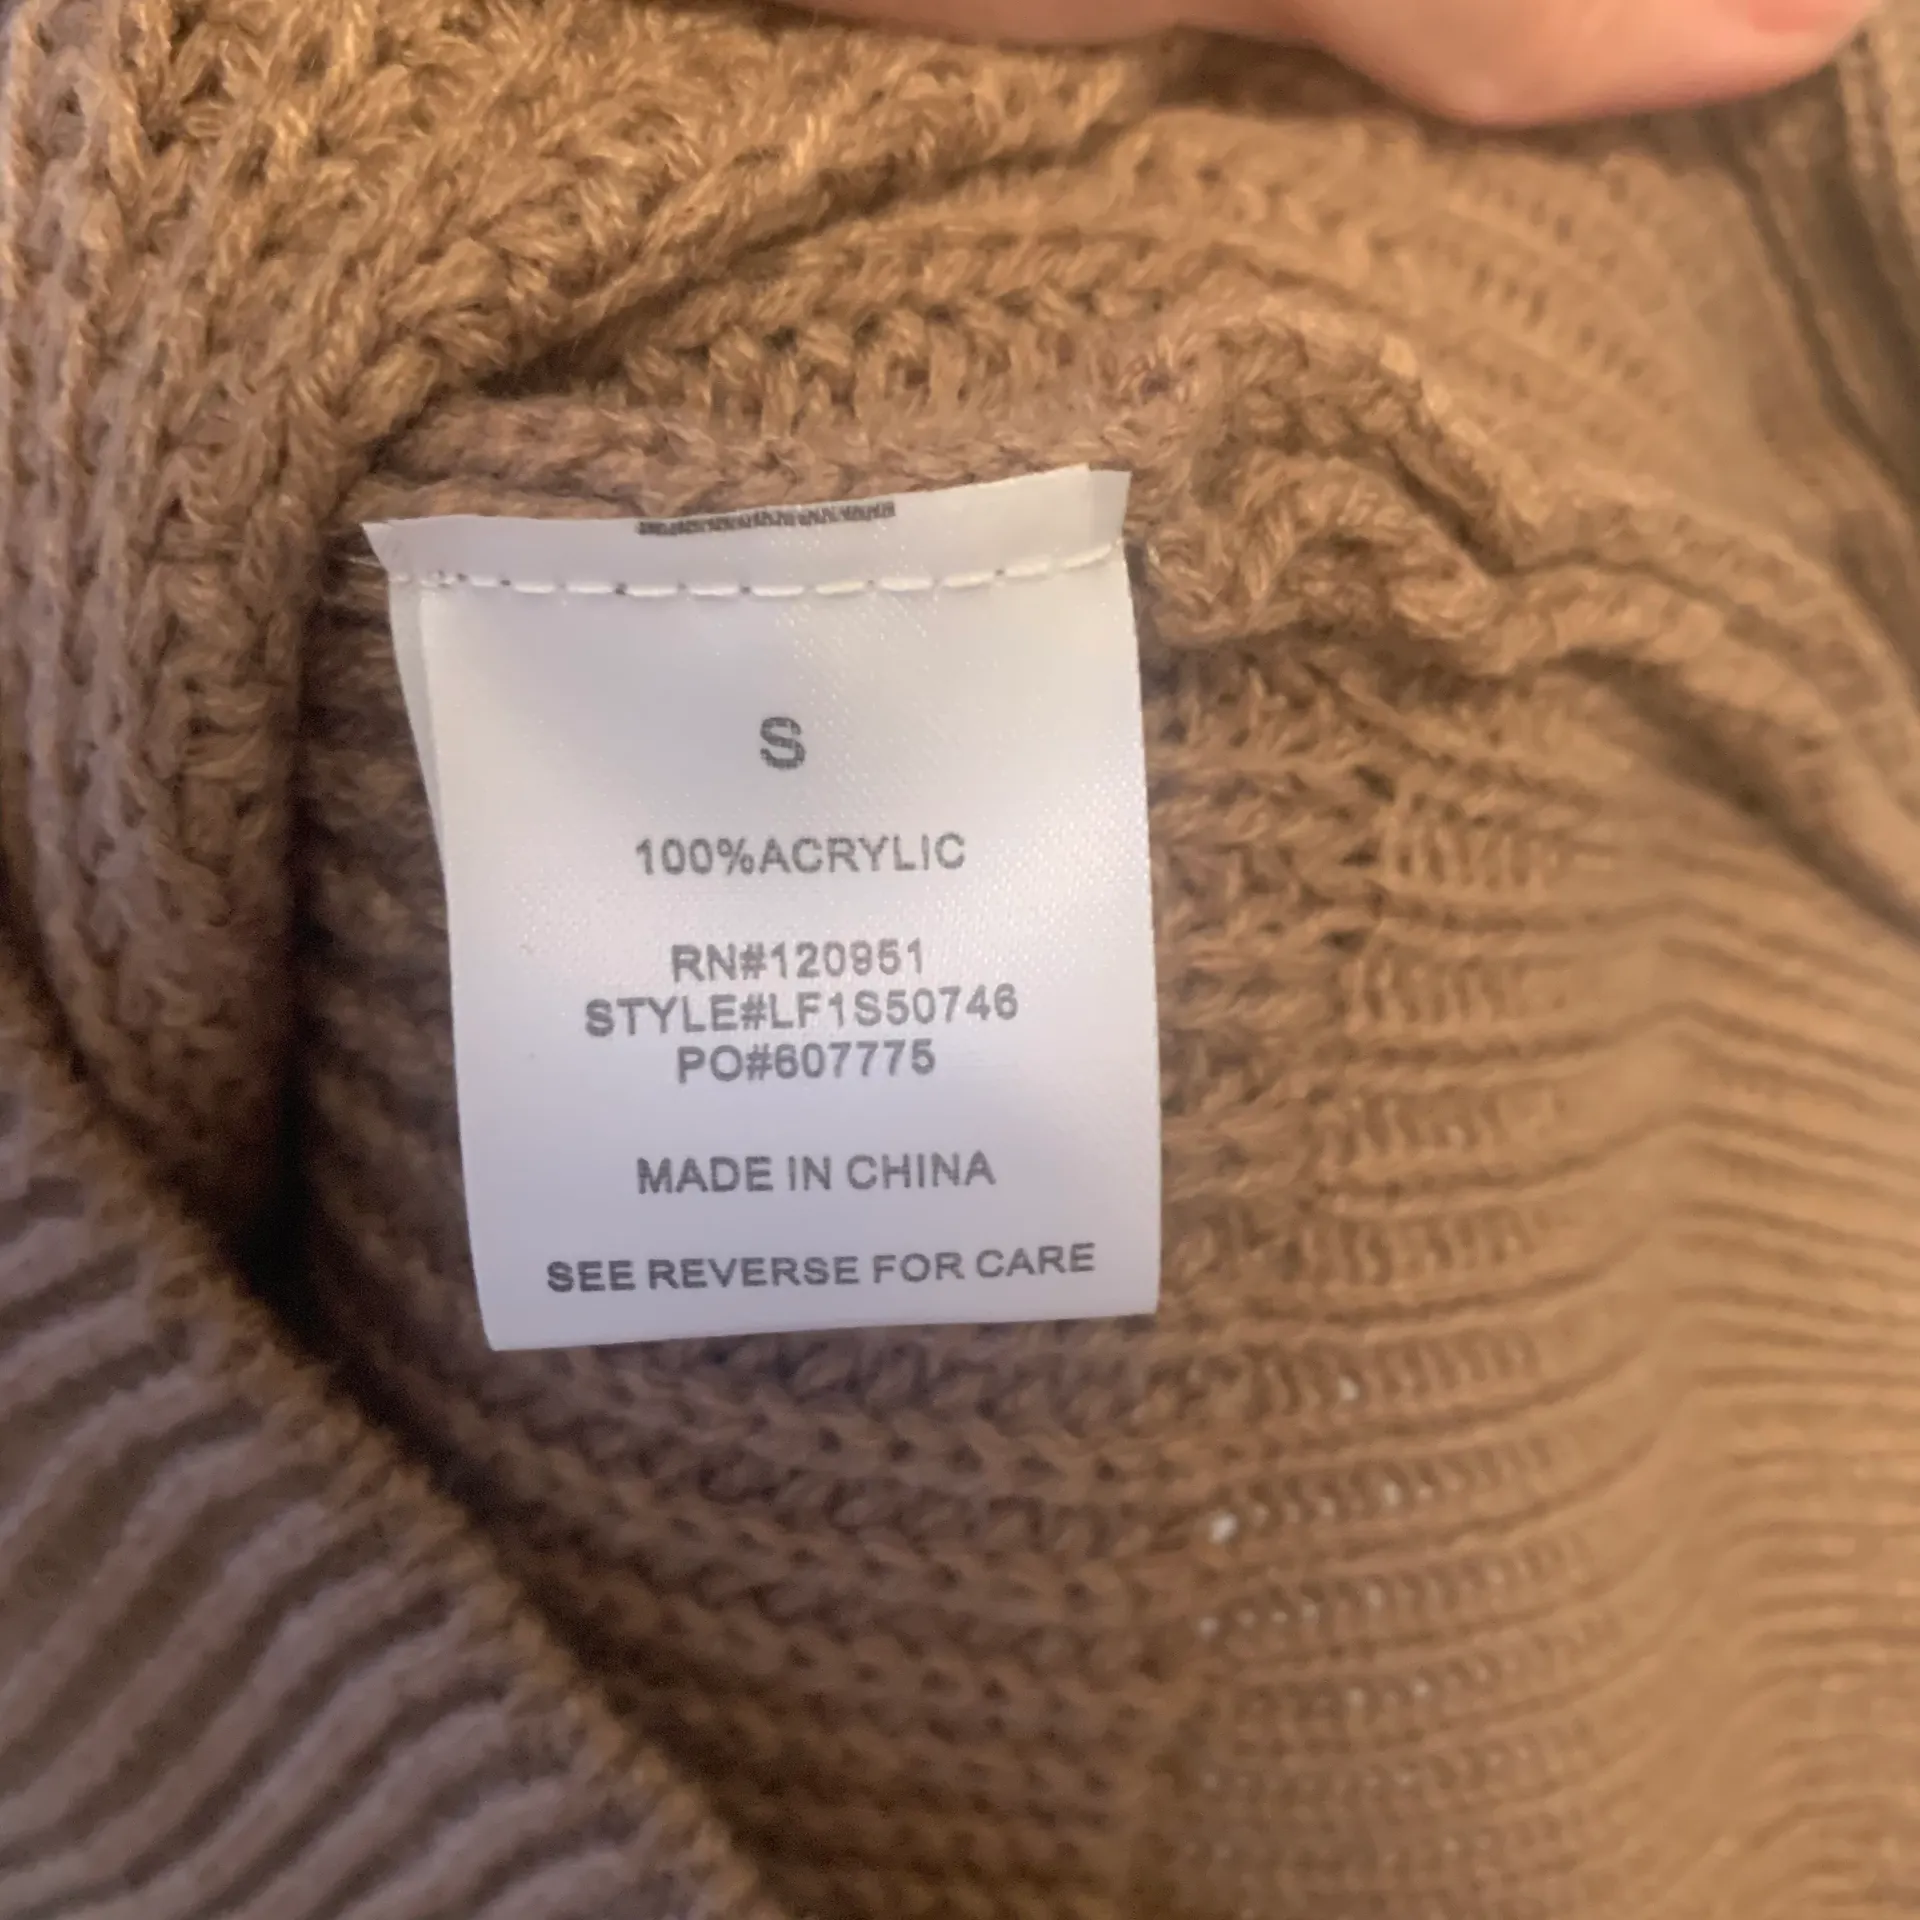 S
100%ACRYLIC
RN#120951
STYLE#LF1S50746
PO#607775
MADE IN CHINA
SEE REVERSE FOR CARE